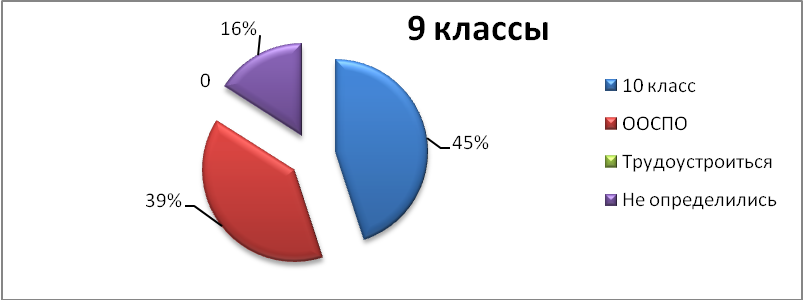 9 классы
16%
0
45%
39%
10 класс
ООСПО
Трудоустроиться
Не определились